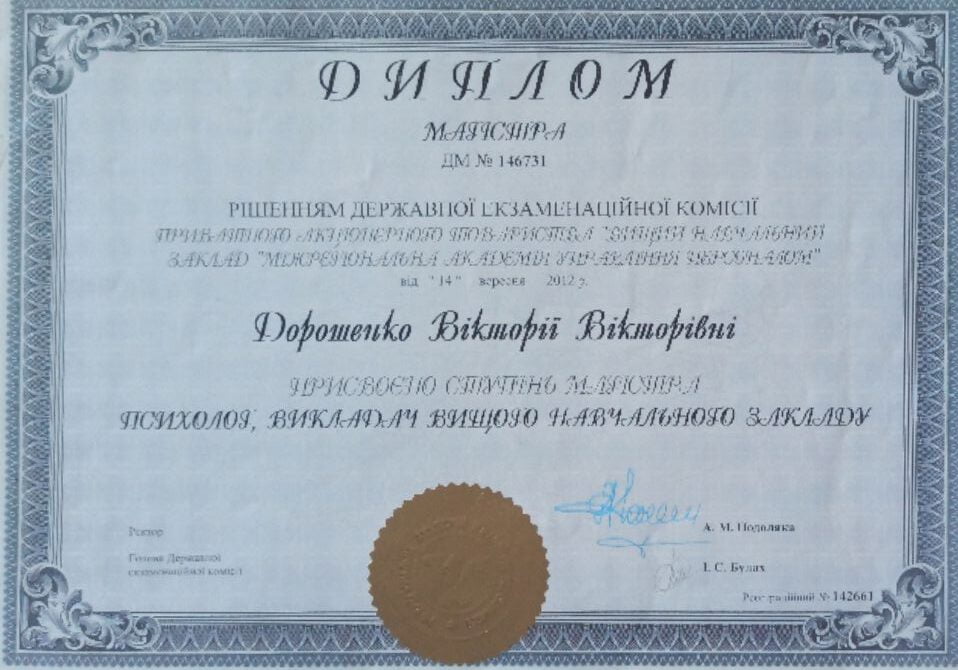 ДИПЛОМ
МАГІСТРА
ДМ № 146731
РІШЕННЯМ ДЕРЖАВНОЇ ЕКЗАМЕНАЦІЙНОЇ КОМІСІЇ
ПРИВАТНОГО АКЦІОНЕРНОГО ТОВАРИСТВА "ВИЩИЙ НАВЧАЛЬНИЙ
ЗАКЛАД "МІЖРЕГІОНАЛЬНА АКАДЕМІЯ УПРАВЛІННЯ ПЕРСОНАЛОМ"
від "14" вересня 2012 р.
Дорошенко Вікторії Вікторівні
ПРИСВОЄНО СТУПІНЬ МАГІСТРА
ПСИХОЛОГ, ВИКЛАДАЧ ВИЩОГО НАВЧАЛЬНОГО ЗАКЛАДУ
Ректор
А. М. Подоляка
Голова Державної
екзаменаційної комісії
І. С. Булах
Реєстраційний № 142661